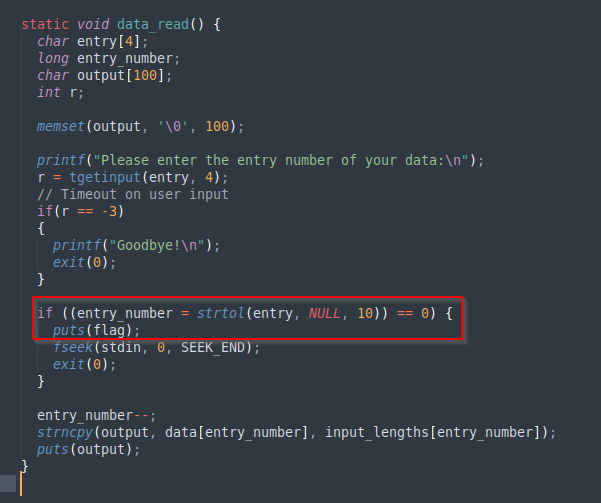 static void data_read() {
  char entry[4];
  long entry_number;
  char output[100];
  int r;

  memset(output, '\0', 100);

  printf("Please enter the entry number of your data:\n");
  r = tgetinput(entry, 4);
  // Timeout on user input
  if(r == -3)
  {
    printf("Goodbye!\n");
    exit(0);
  }

  if ((entry_number = strtol(entry, NULL, 10)) == 0) {
    puts(flag);
    fseek(stdin, 0, SEEK_END);
    exit(0);
  }

  entry_number--;
  strncpy(output, data[entry_number], input_lengths[entry_number]);
  puts(output);
}